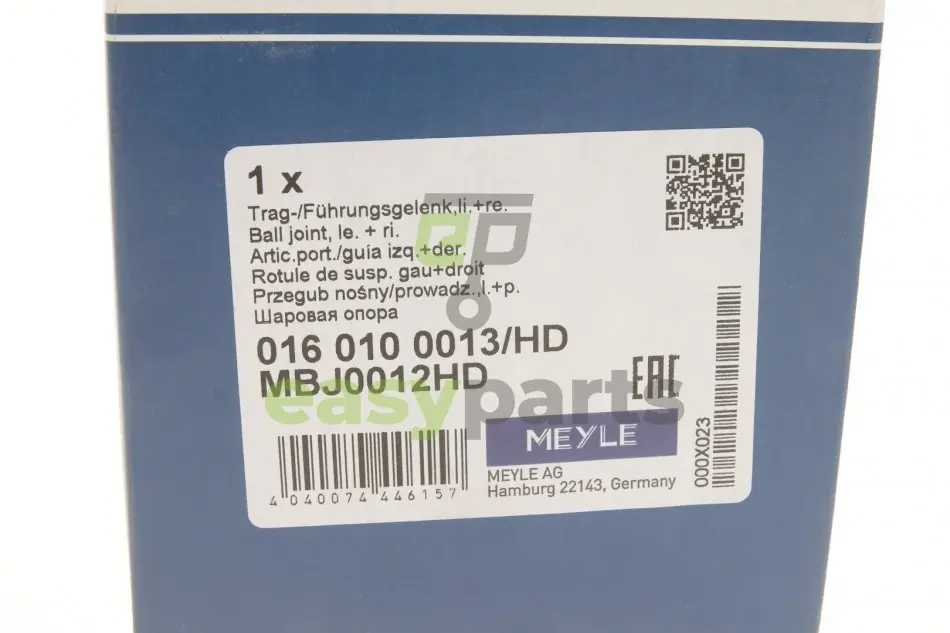 1 x
Trag-/Führungsgelenk,li.+re.
Ball joint, le. + ri.
Artic.port./guía izq.+der.
Rotule de susp. gau+droit
Przegub nośny/prowadz.,l.+p.
Шаровая опора
016 010 0013/HD
MBJ0012HD
EAC
easyparts
MEYLE
MEYLE AG
Hamburg 22143, Germany
4 040074 446157
000X023
ep